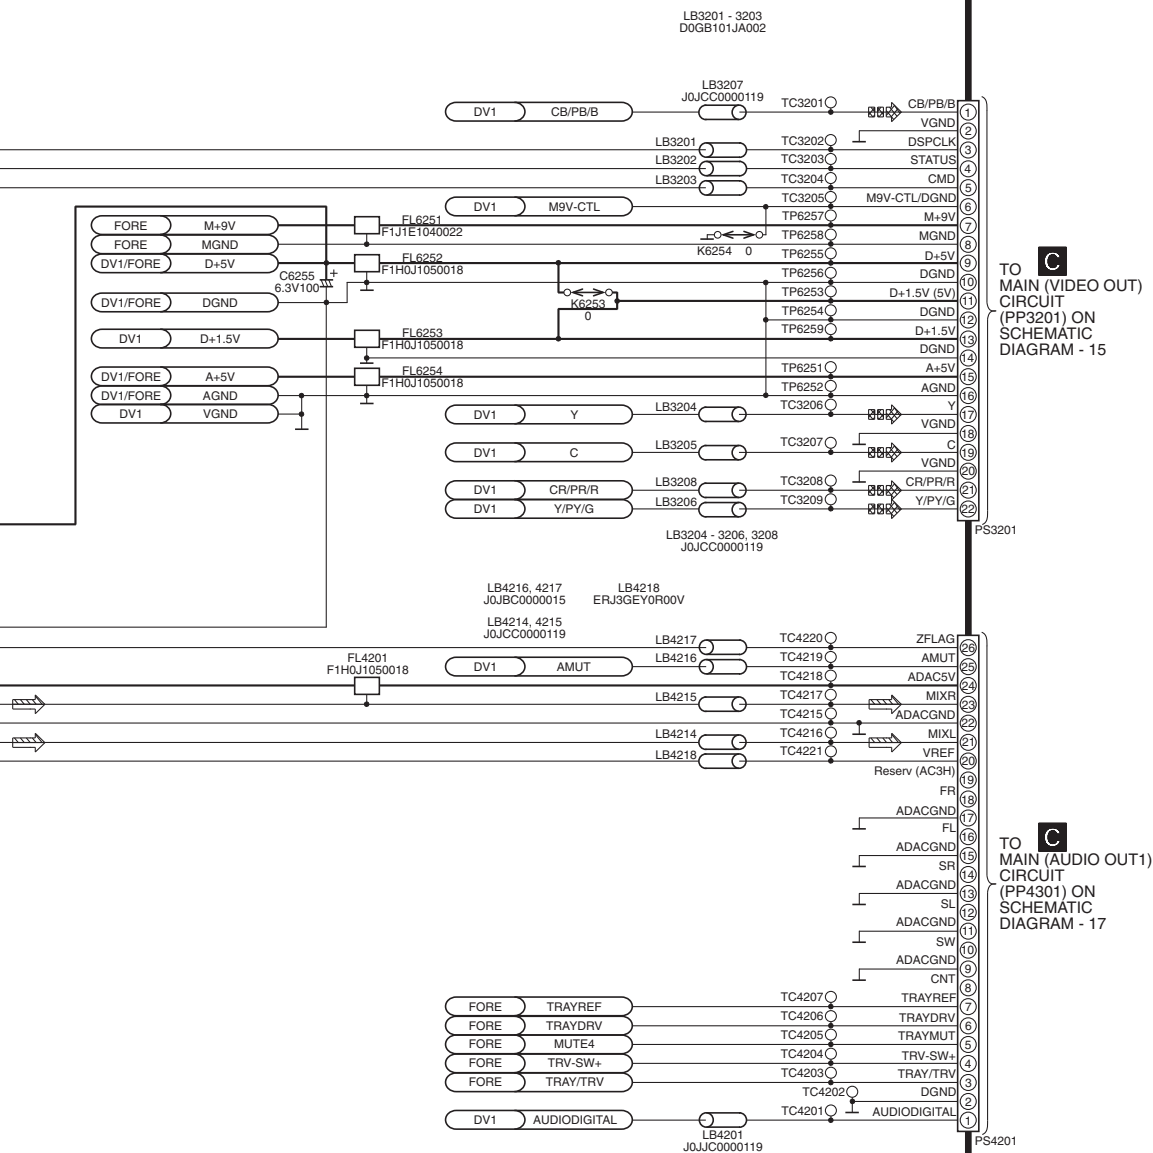 LB3201 - 3203
D0GB101JA002
LB3207
J0JCC0000119
DV1 CB/PB/B TC3201 CB/PB/B 1
VGND 2
LB3201 TC3202 DSPCLK 3
LB3202 TC3203 STATUS 4
LB3203 TC3204 CMD 5
DV1 M9V-CTL TC3205 M9V-CTL/DGND 6
FORE M+9V FL6251 TP6257 M+9V 7
F1J1E1040022
FORE MGND TP6258 MGND 8
K6254 0
DV1/FORE D+5V FL6252 TP6255 D+5V 9
F1H0J1050018
C6255 +
6.3V100
TP6256 DGND 10
DV1/FORE DGND TP6253 D+1.5V (5V) 11
K6253
0
TP6254 DGND 12
DV1 D+1.5V FL6253 TP6259 D+1.5V 13
F1H0J1050018
DGND 14
DV1/FORE A+5V FL6254 TP6251 A+5V 15
F1H0J1050018
DV1/FORE AGND TP6252 AGND 16
DV1 VGND
DV1 Y LB3204 TC3206 Y 17
VGND 18
DV1 C LB3205 TC3207 C 19
VGND 20
DV1 CR/PR/R LB3208 TC3208 CR/PR/R 21
DV1 Y/PY/G LB3206 TC3209 Y/PY/G 22
PS3201
LB3204 - 3206, 3208
J0JCC0000119
TO C
MAIN (VIDEO OUT)
CIRCUIT
(PP3201) ON
SCHEMATIC
DIAGRAM - 15
LB4216, 4217
J0JBC0000015
LB4218
ERJ3GEY0R00V
LB4214, 4215
J0JCC0000119
LB4217 TC4220 ZFLAG 26
DV1 AMUT LB4216 TC4219 AMUT 25
FL4201
F1H0J1050018
TC4218 ADAC5V 24
LB4215 TC4217 MIXR 23
TC4215 ADACGND 22
LB4214 TC4216 MIXL 21
LB4218 TC4221 VREF 20
Reserv (AC3H) 19
FR 18
ADACGND 17
FL 16
ADACGND 15
SR 14
ADACGND 13
SL 12
ADACGND 11
SW 10
ADACGND 9
CNT 8
FORE TRAYREF TC4207 TRAYREF 7
FORE TRAYDRV TC4206 TRAYDRV 6
FORE MUTE4 TC4205 TRAYMUT 5
FORE TRV-SW+ TC4204 TRV-SW+ 4
FORE TRAY/TRV TC4203 TRAY/TRV 3
TC4202 DGND 2
DV1 AUDIODIGITAL TC4201 AUDIODIGITAL 1
LB4201
J0JJC0000119
PS4201
TO C
MAIN (AUDIO OUT1)
CIRCUIT
(PP4301) ON
SCHEMATIC
DIAGRAM - 17